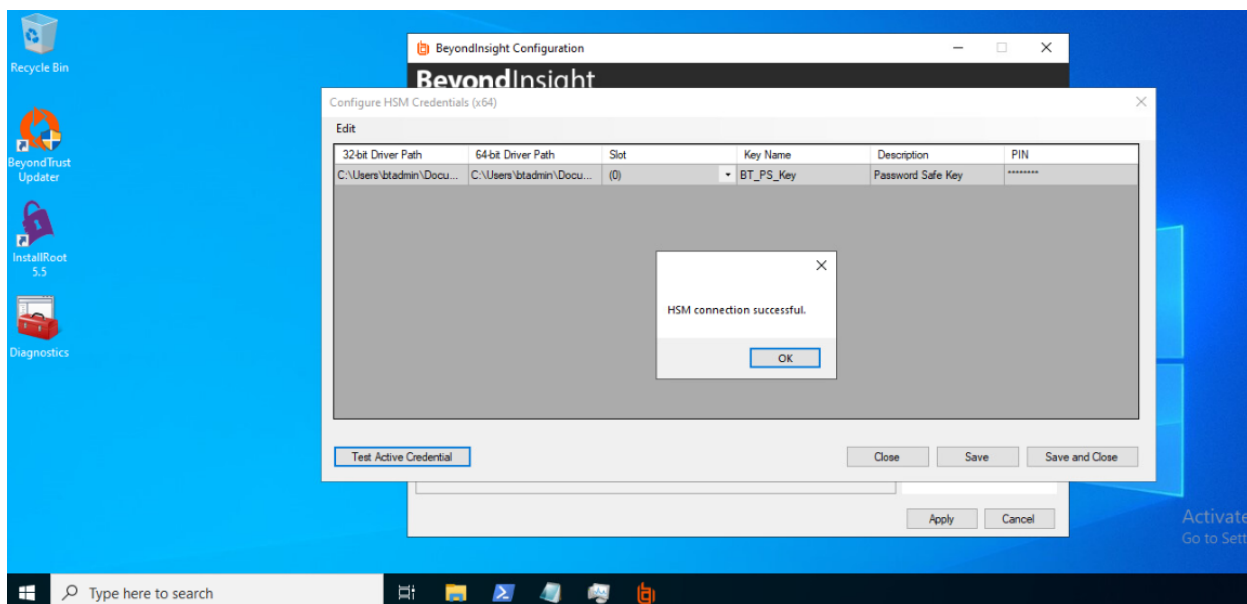 Recycle Bin
BeyondTrust
Updater
InstallRoot
5.5
Diagnostics
BeyondInsight Configuration
BeyondInsight
Configure HSM Credentials (x64)
Edit
32-bit Driver Path 64-bit Driver Path Slot Key Name Description PIN
C:\Users\btadmin\Docu... C:\Users\btadmin\Docu... (0) BT_PS_Key Password Safe Key ********
HSM connection successful.
OK
Test Active Credential Close Save Save and Close
Apply Cancel
Activate
Go to Sett
Type here to search